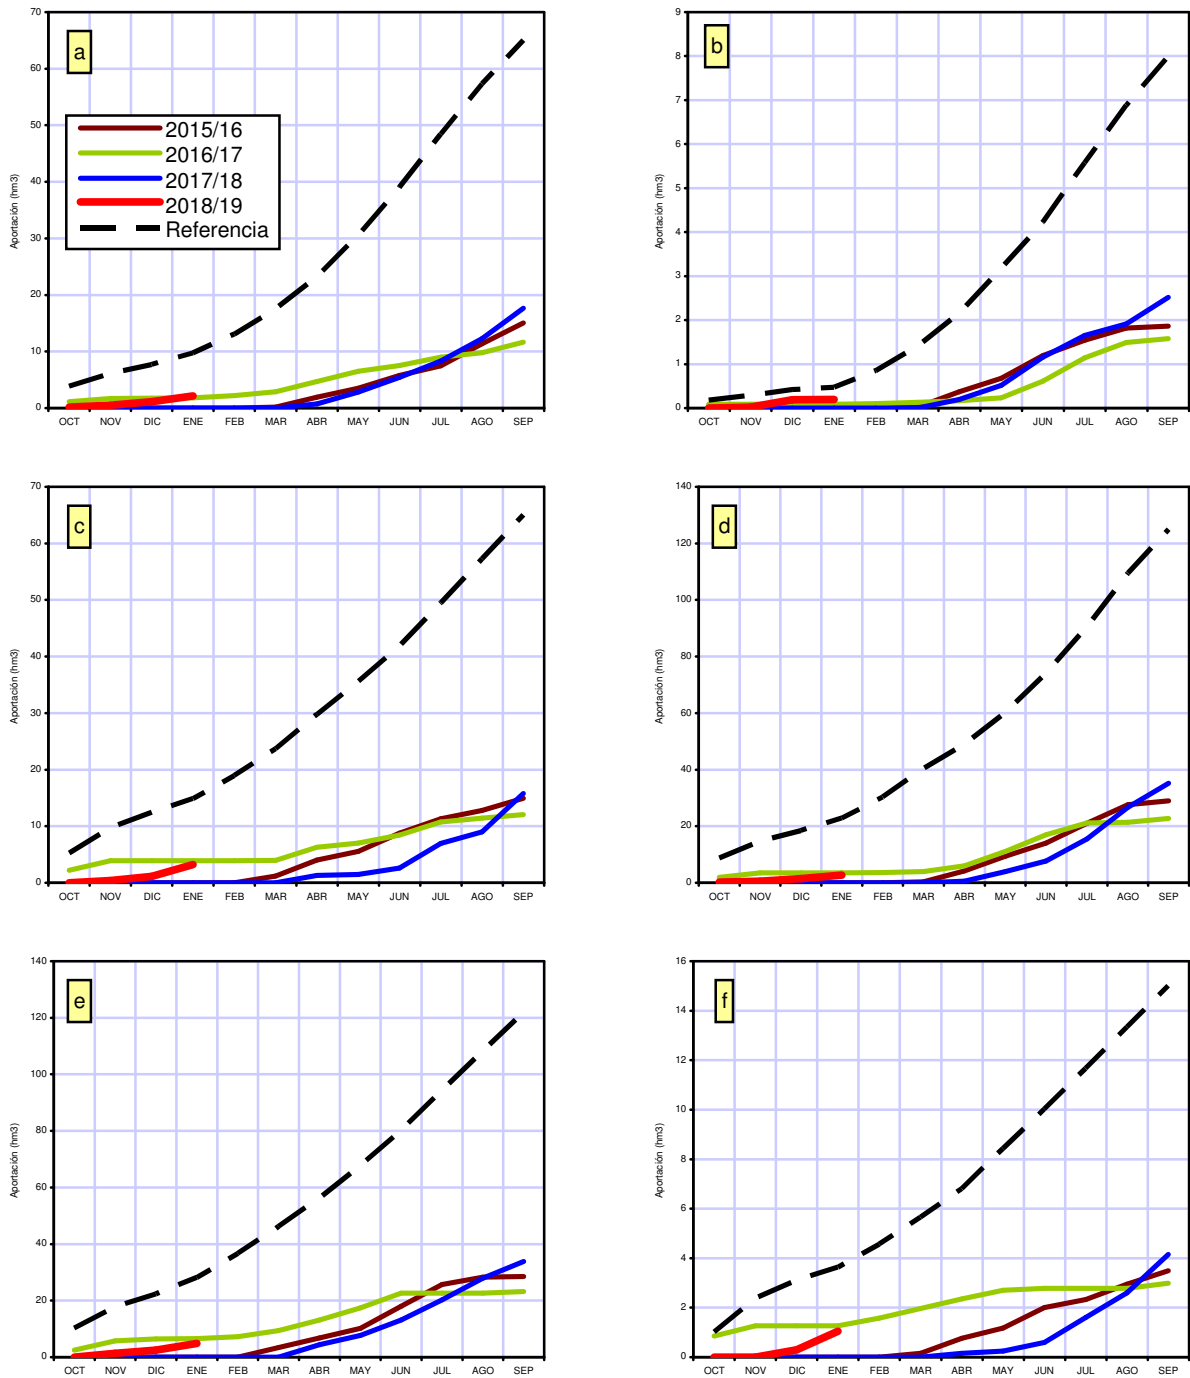 a
70
60
50
40
30
20
10
0
Aportación (hm3)
2015/16
2016/17
2017/18
2018/19
Referencia
OCT NOV DIC ENE FEB MAR ABR MAY JUN JUL AGO SEP
b
9
8
7
6
5
4
3
2
1
0
Aportación (hm3)
OCT NOV DIC ENE FEB MAR ABR MAY JUN JUL AGO SEP
c
70
60
50
40
30
20
10
0
Aportación (hm3)
OCT NOV DIC ENE FEB MAR ABR MAY JUN JUL AGO SEP
d
140
120
100
80
60
40
20
0
Aportación (hm3)
OCT NOV DIC ENE FEB MAR ABR MAY JUN JUL AGO SEP
e
140
120
100
80
60
40
20
0
Aportación (hm3)
OCT NOV DIC ENE FEB MAR ABR MAY JUN JUL AGO SEP
f
16
14
12
10
8
6
4
2
0
Aportación (hm3)
OCT NOV DIC ENE FEB MAR ABR MAY JUN JUL AGO SEP